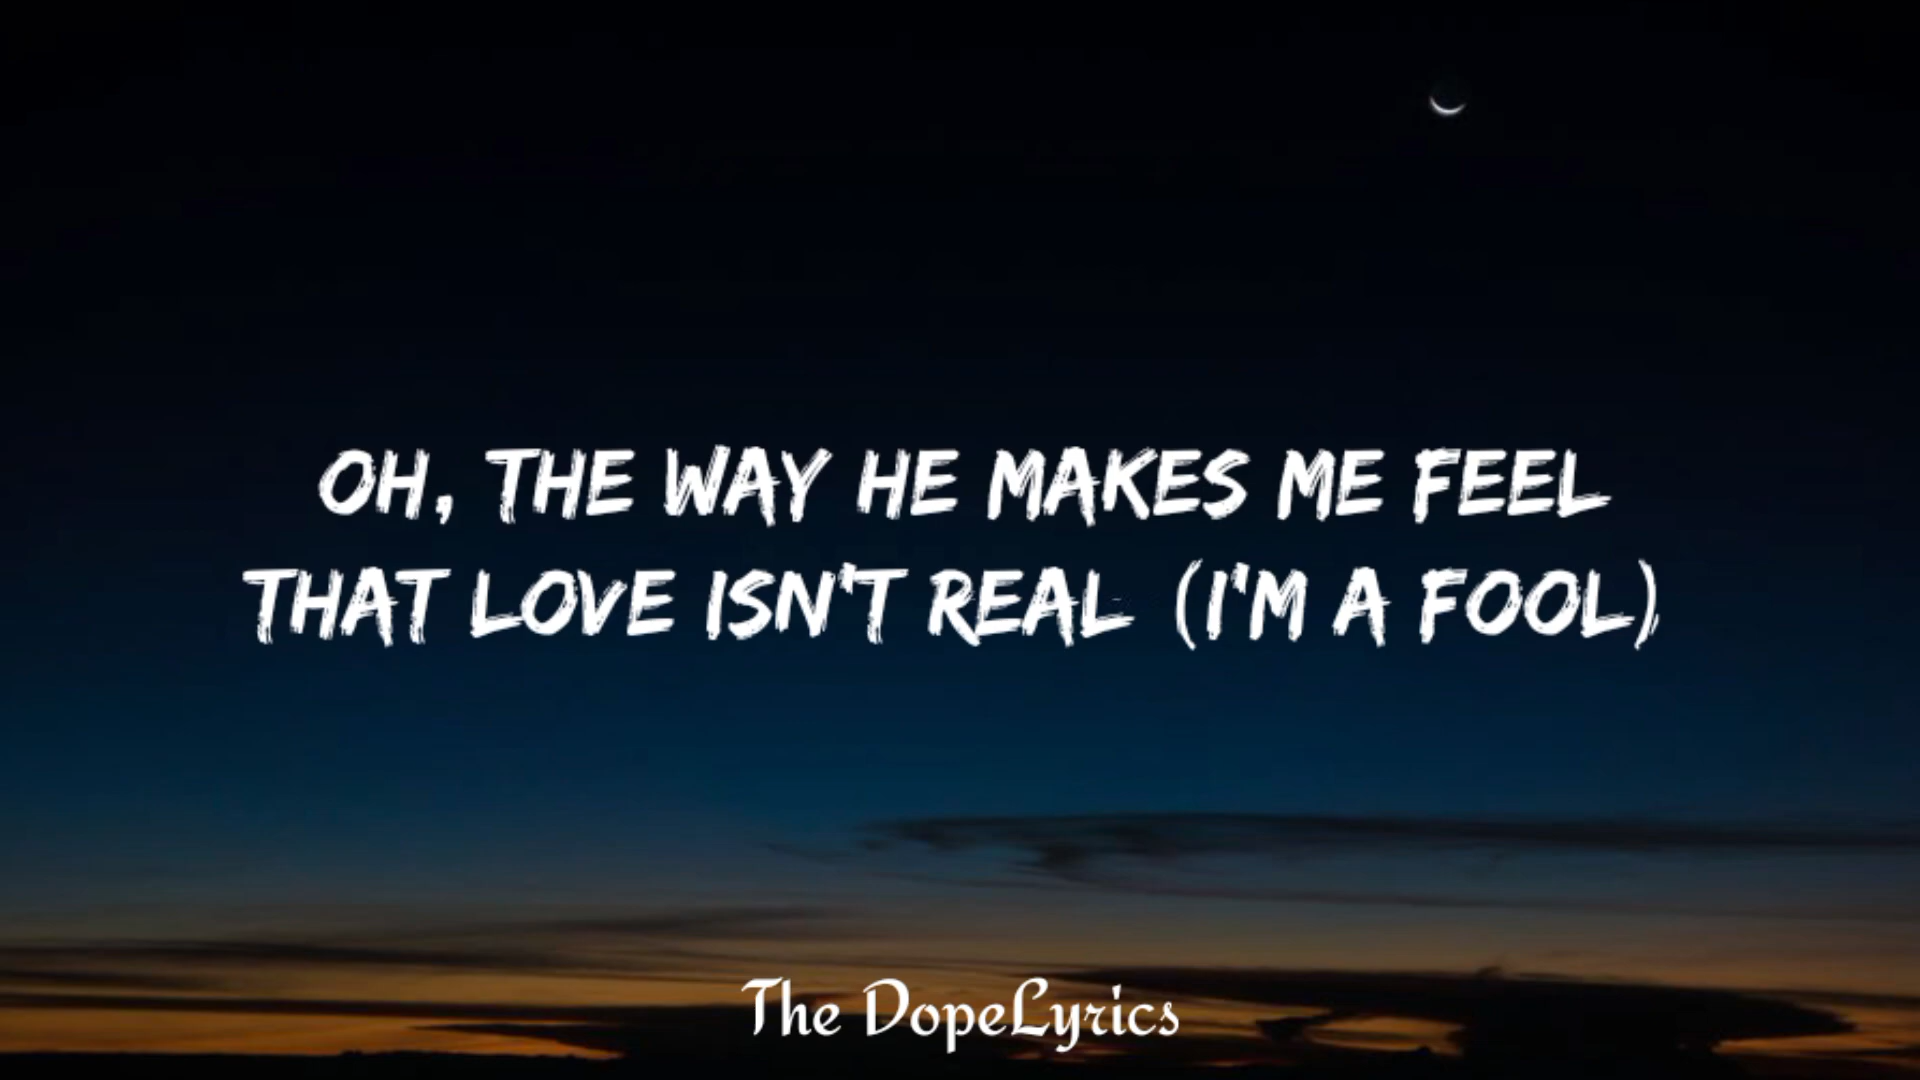 OH, THE WAY HE MAKES ME FEEL
THAT LOVE ISN'T REAL (I'M A FOOL)
The DopeLyrics